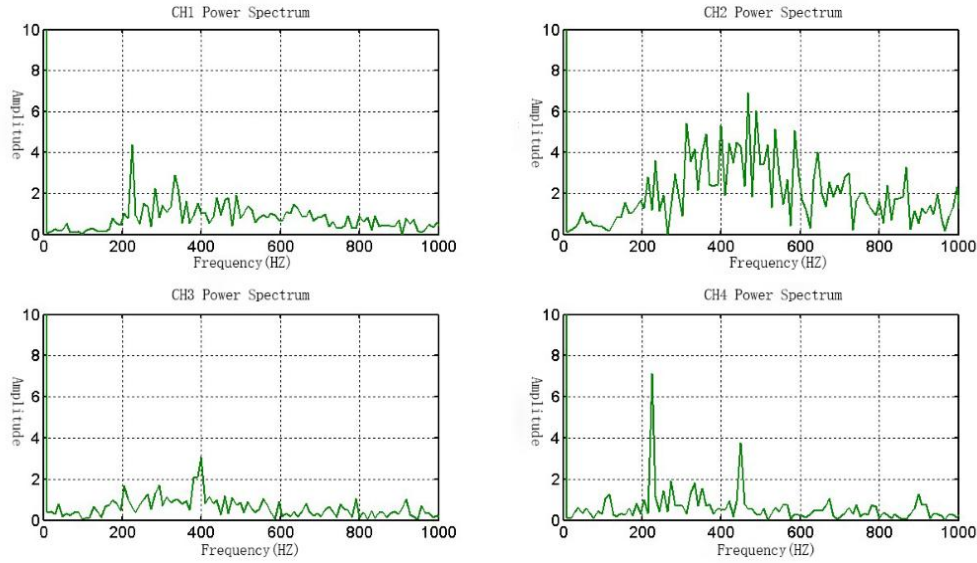 CH1 Power Spectrum
10
8
6
4
2
0
Amplitude
0 200 400 600 800 1000
Frequency(HZ)
CH2 Power Spectrum
10
8
6
4
2
0
Amplitude
0 200 400 600 800 1000
Frequency(HZ)
CH3 Power Spectrum
10
8
6
4
2
0
Amplitude
0 200 400 600 800 1000
Frequency(HZ)
CH4 Power Spectrum
10
8
6
4
2
0
Amplitude
0 200 400 600 800 1000
Frequency(HZ)